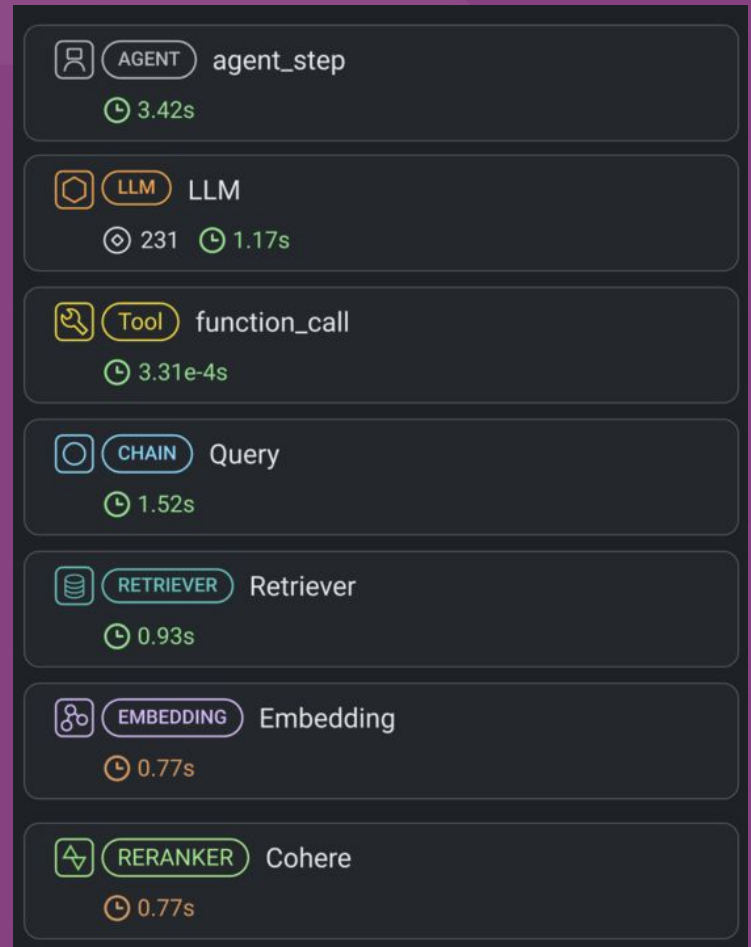 AGENT agent_step
3.42s
LLM LLM
231 1.17s
Tool function_call
3.31e-4s
CHAIN Query
1.52s
RETRIEVER Retriever
0.93s
EMBEDDING Embedding
0.77s
RERANKER Cohere
0.77s